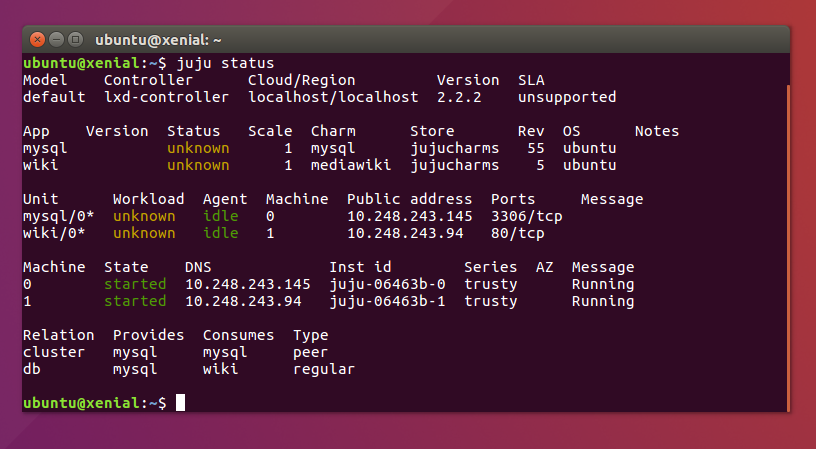 ubuntu@xenial: ~
ubuntu@xenial:~$ juju status
Model    Controller      Cloud/Region         Version  SLA
default  lxd-controller  localhost/localhost  2.2.2    unsupported
App    Version  Status   Scale  Charm      Store       Rev  OS      Notes
mysql           unknown      1  mysql      jujucharms   55  ubuntu
wiki            unknown      1  mediawiki  jujucharms    5  ubuntu
Unit      Workload  Agent  Machine  Public address  Ports     Message
mysql/0*  unknown   idle   0        10.248.243.145  3306/tcp
wiki/0*   unknown   idle   1        10.248.243.94   80/tcp
Machine  State    DNS             Inst id        Series  AZ  Message
0        started  10.248.243.145  juju-06463b-0  trusty      Running
1        started  10.248.243.94   juju-06463b-1  trusty      Running
Relation  Provides  Consumes  Type
cluster   mysql     mysql     peer
db        mysql     wiki      regular
ubuntu@xenial:~$